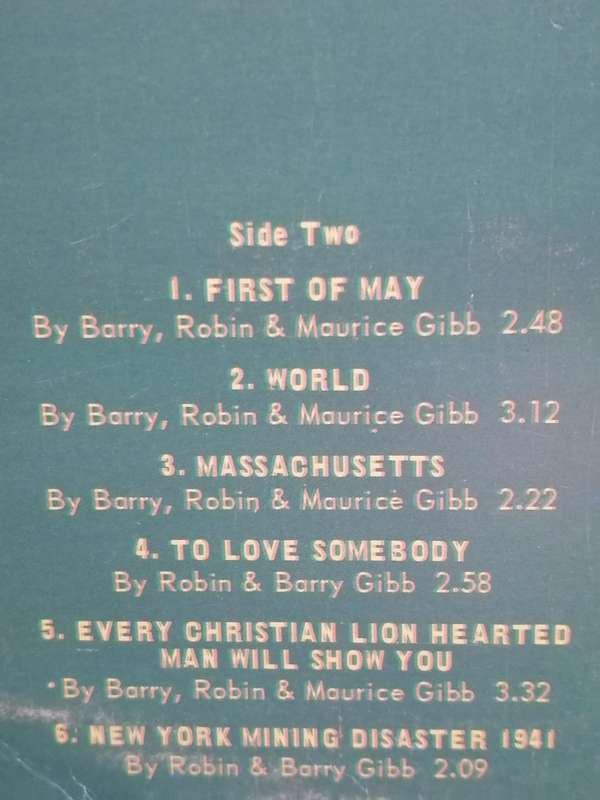 Side Two
1. FIRST OF MAY
By Barry, Robin & Maurice Gibb 2.48
2. WORLD
By Barry, Robin & Maurice Gibb 3.12
3. MASSACHUSETTS
By Barry, Robin & Maurice Gibb 2.22
4. TO LOVE SOMEBODY
By Robin & Barry Gibb 2.58
5. EVERY CHRISTIAN LION HEARTED
MAN WILL SHOW YOU
By Barry, Robin & Maurice Gibb 3.32
6. NEW YORK MINING DISASTER 1941
By Robin & Barry Gibb 2.09